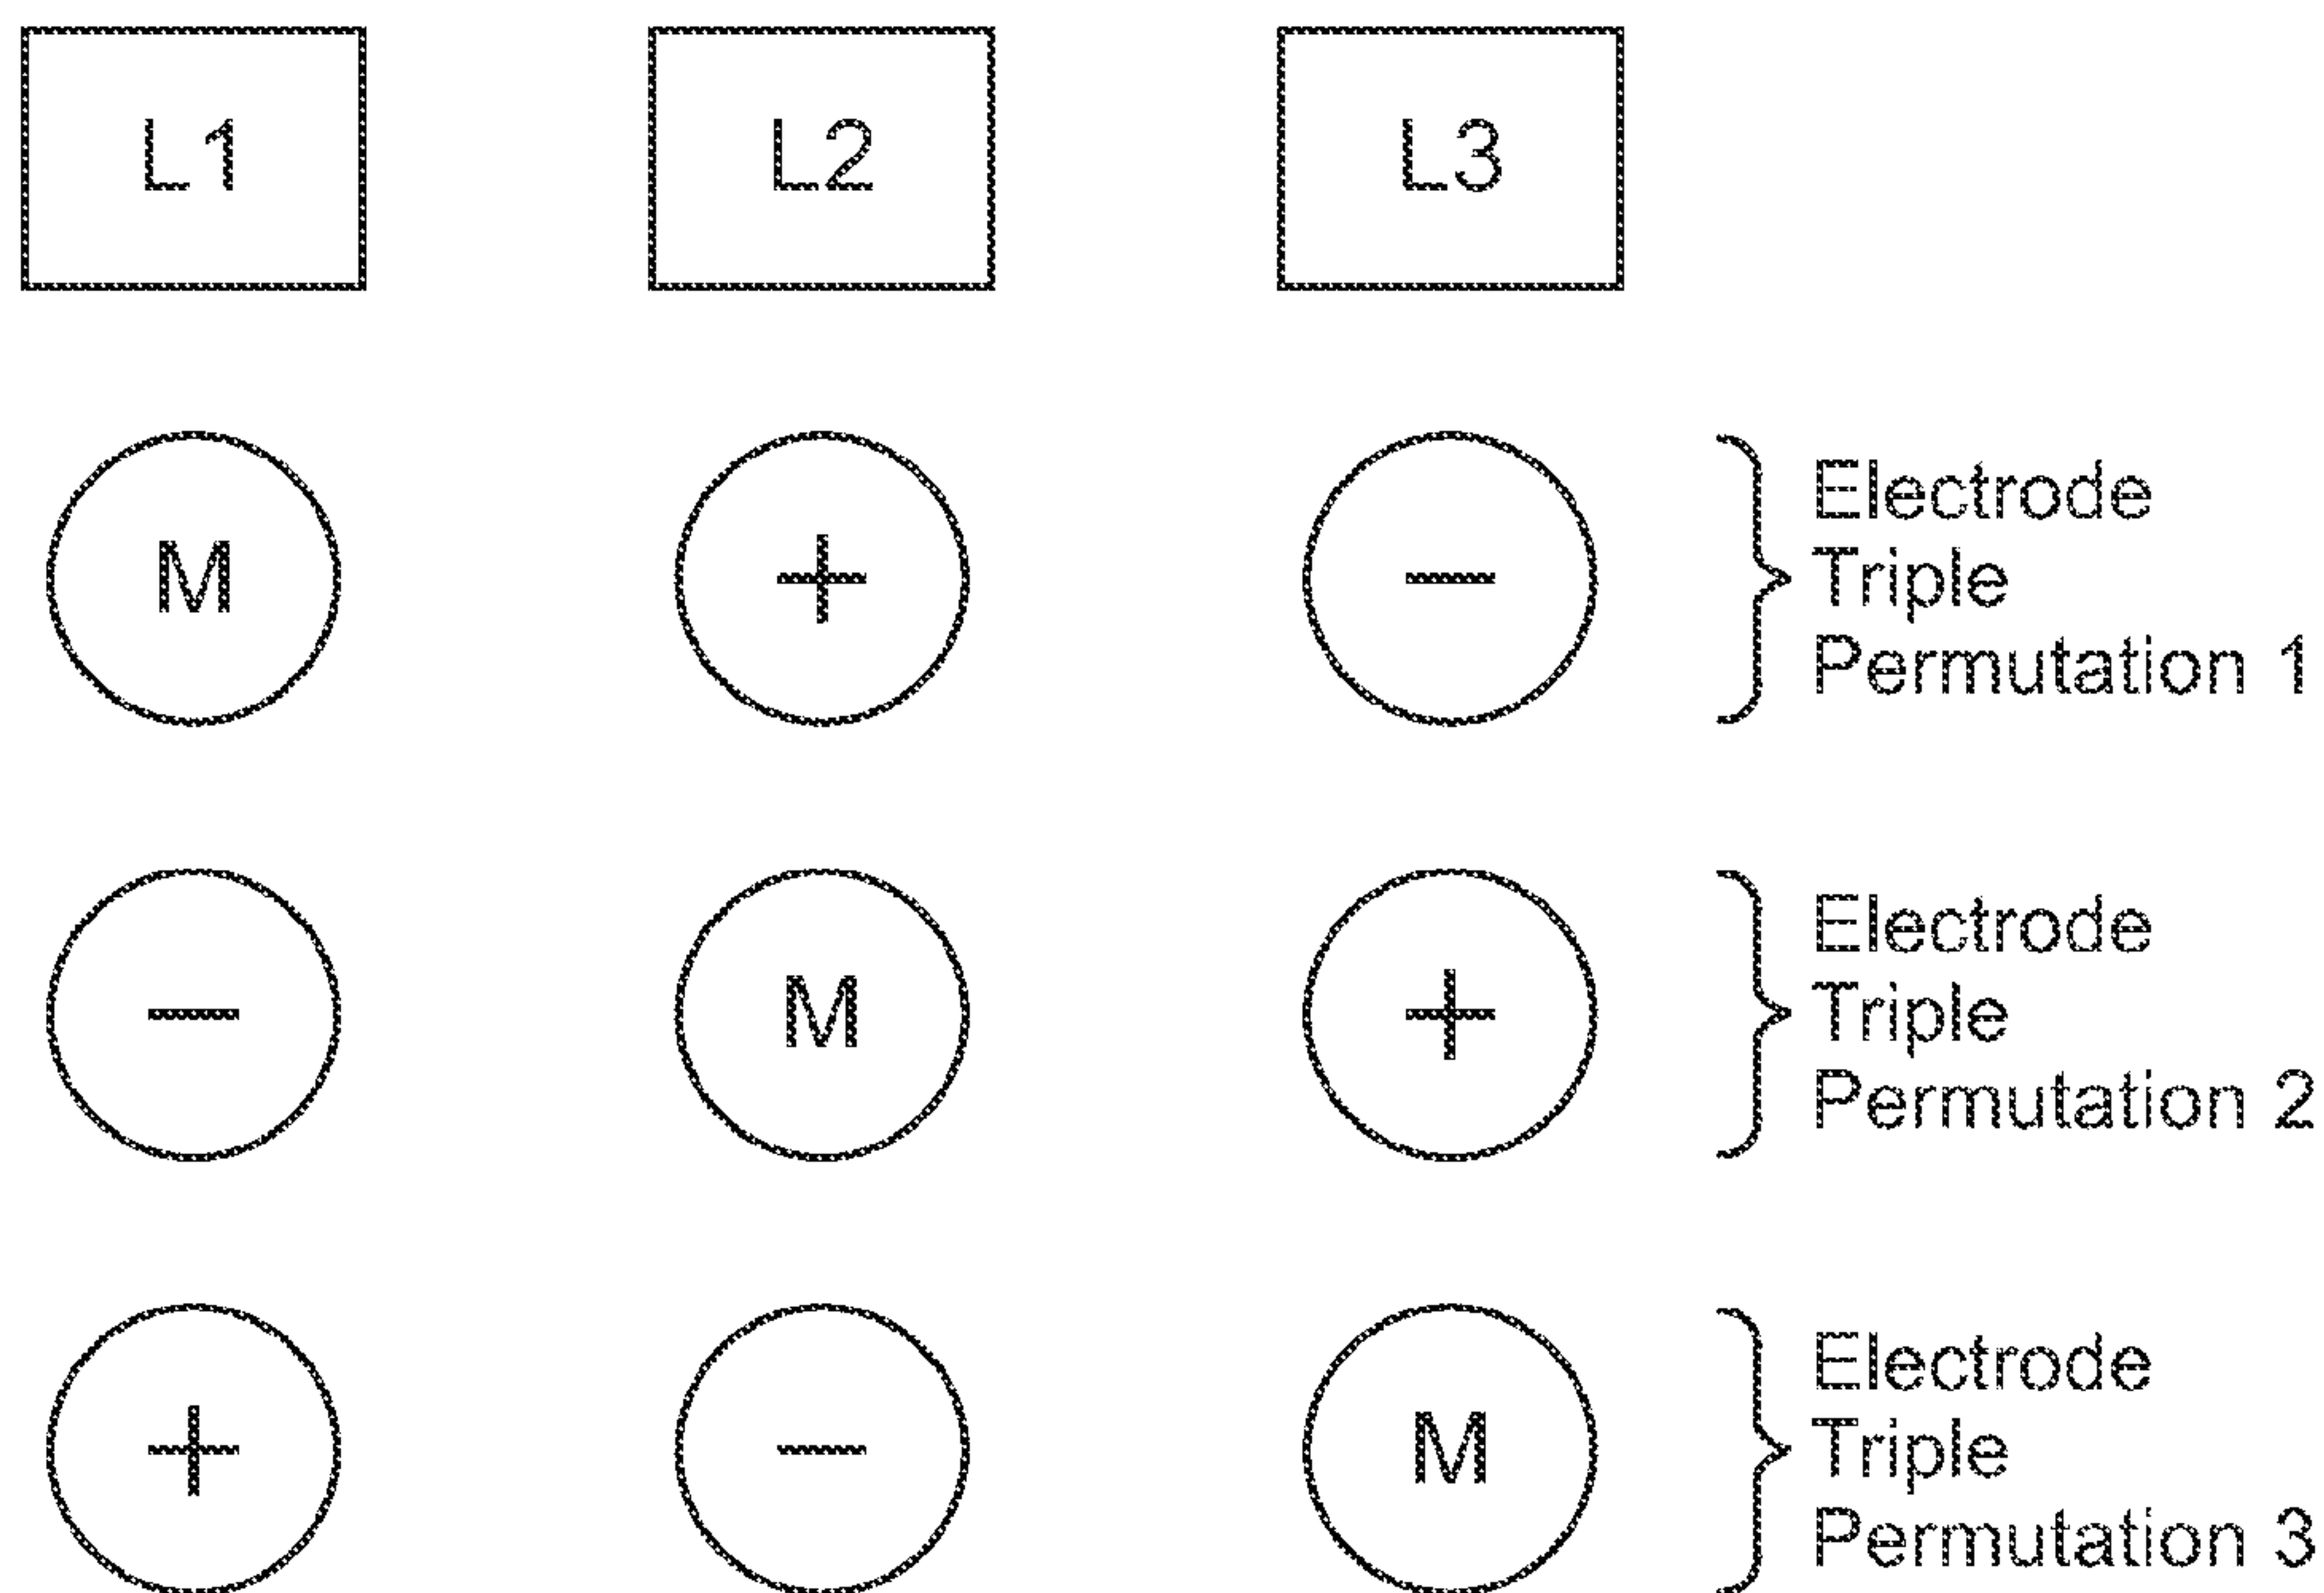 L1 L2 L3
M + −
Electrode
Triple
Permutation 1
− M +
Electrode
Triple
Permutation 2
+ − M
Electrode
Triple
Permutation 3